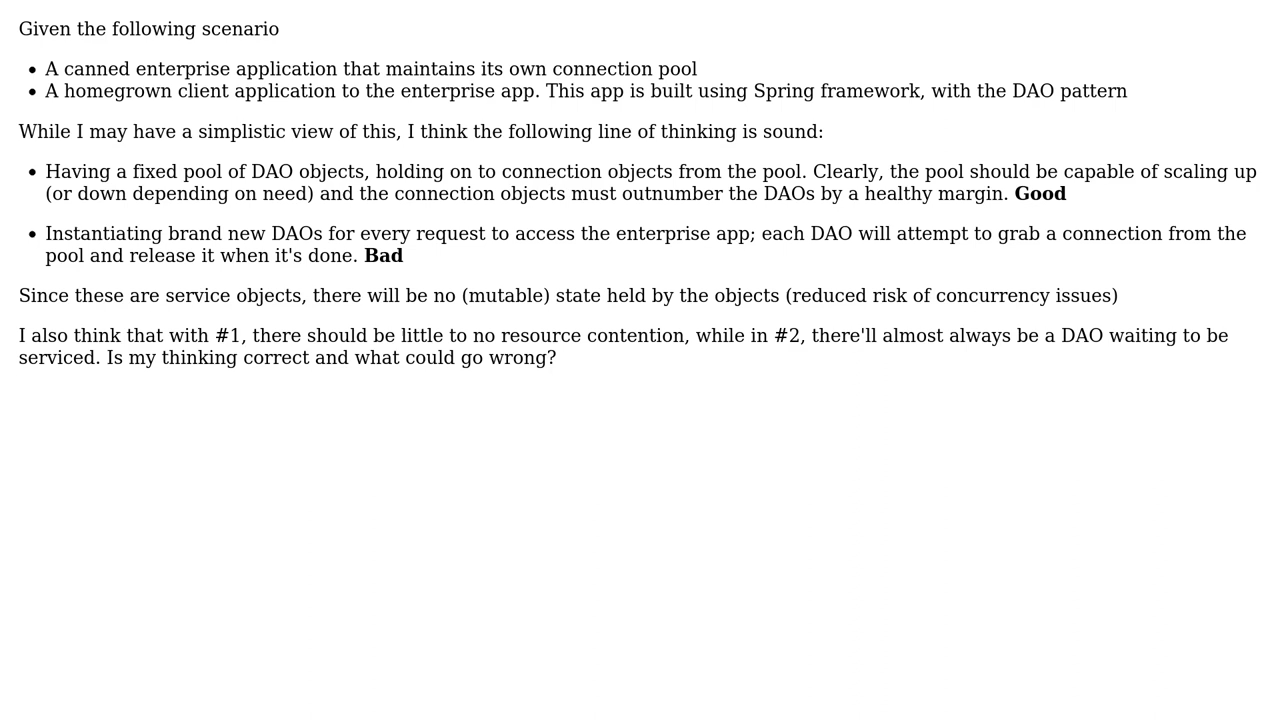 Given the following scenario
A canned enterprise application that maintains its own connection pool
A homegrown client application to the enterprise app. This app is built using Spring framework, with the DAO pattern
While I may have a simplistic view of this, I think the following line of thinking is sound:
Having a fixed pool of DAO objects, holding on to connection objects from the pool. Clearly, the pool should be capable of scaling up
(or down depending on need) and the connection objects must outnumber the DAOs by a healthy margin. Good
Instantiating brand new DAOs for every request to access the enterprise app; each DAO will attempt to grab a connection from the
pool and release it when it's done. Bad
Since these are service objects, there will be no (mutable) state held by the objects (reduced risk of concurrency issues)
I also think that with #1, there should be little to no resource contention, while in #2, there'll almost always be a DAO waiting to be
serviced. Is my thinking correct and what could go wrong?